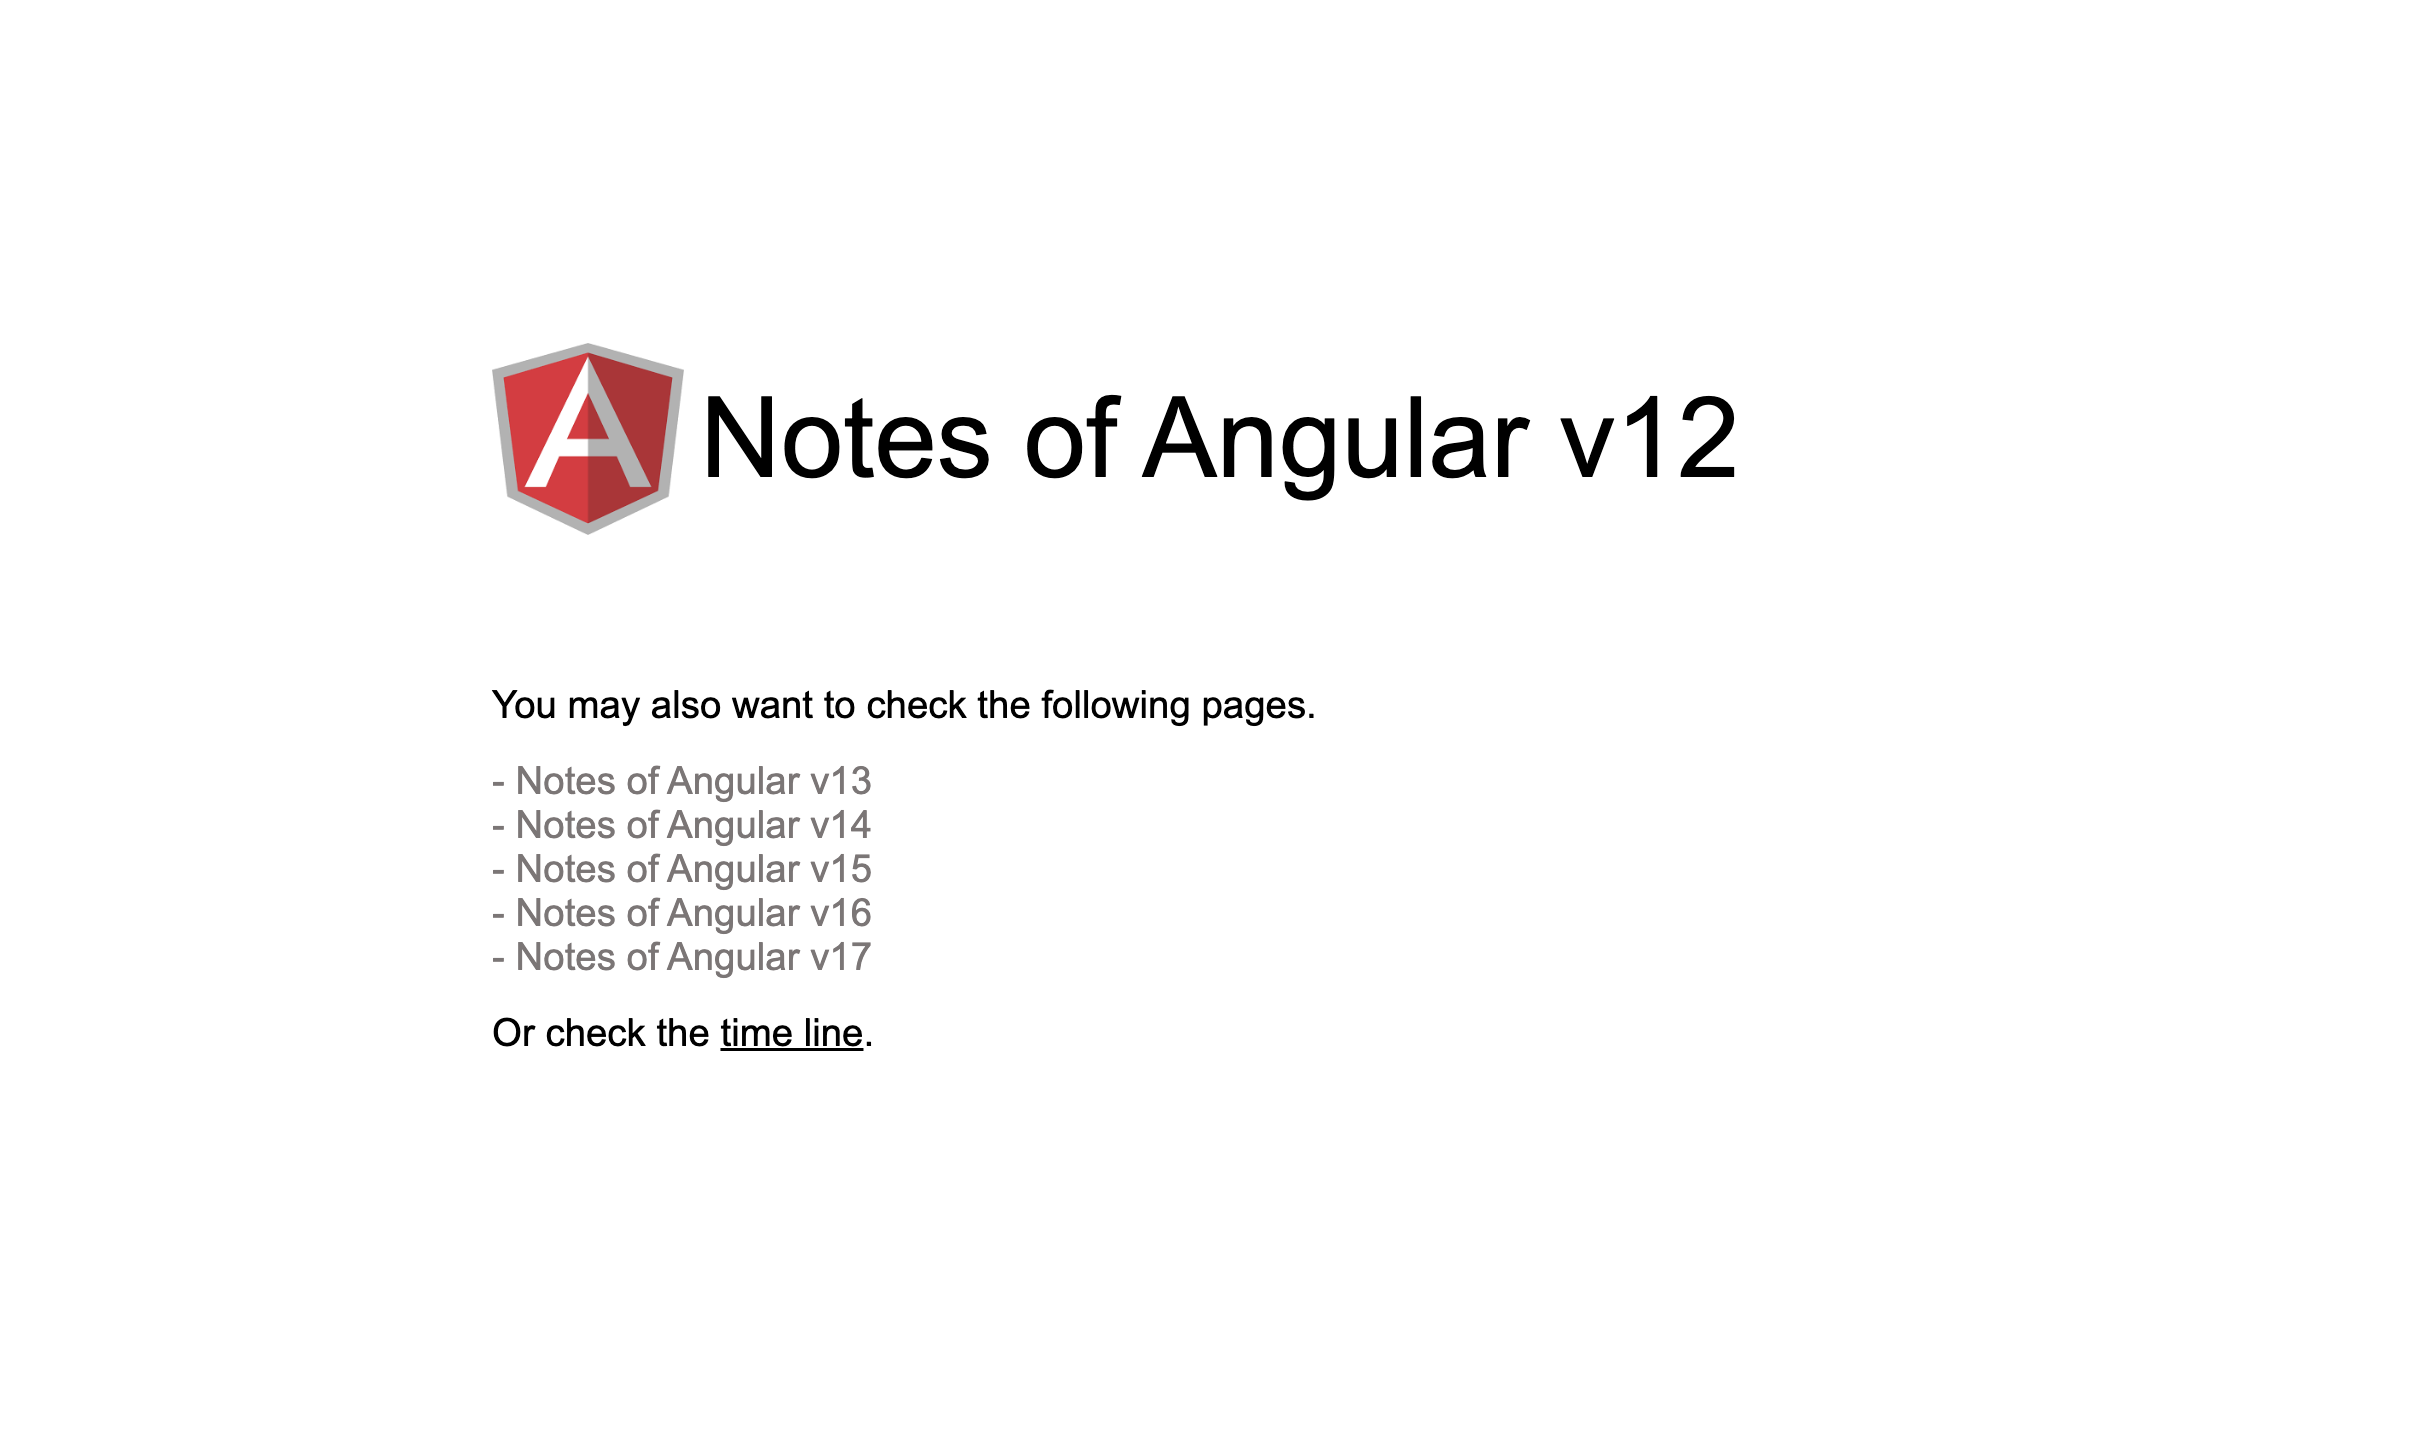 Notes of Angular v12
You may also want to check the following pages.
- Notes of Angular v13
- Notes of Angular v14
- Notes of Angular v15
- Notes of Angular v16
- Notes of Angular v17
Or check the time line.